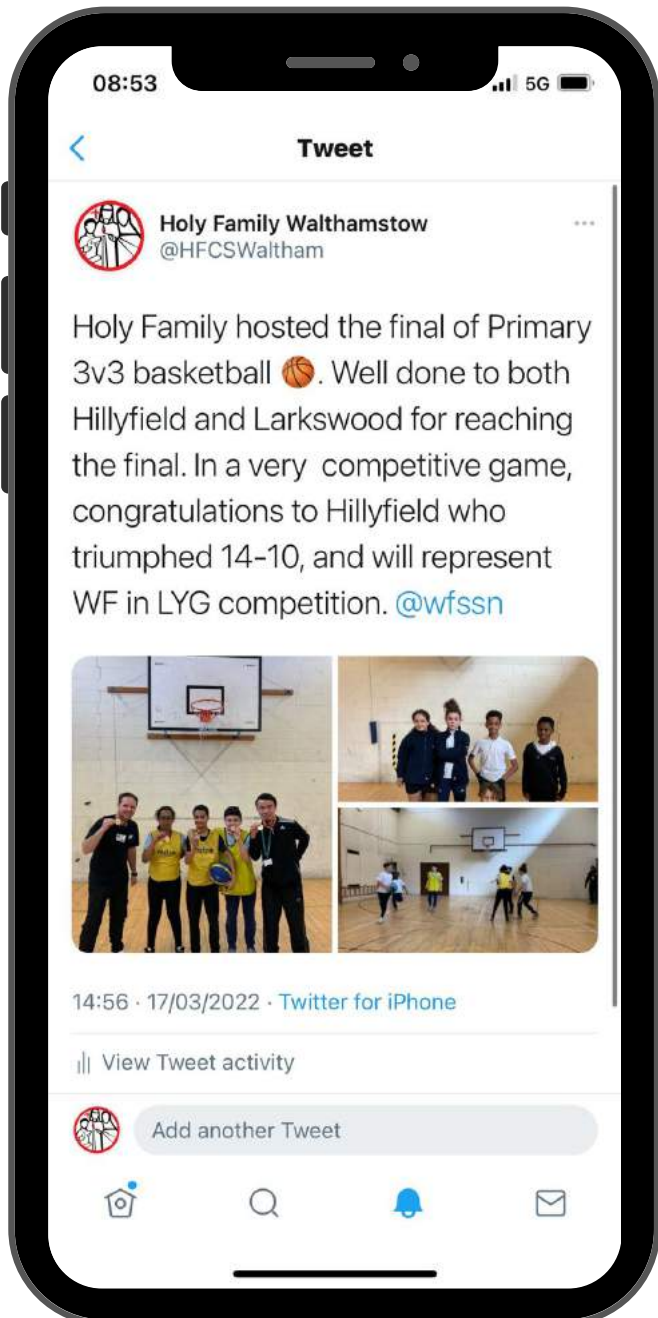 08:53
5G
Tweet
Holy Family Walthamstow
@HFCSWaltham
Holy Family hosted the final of Primary
3v3 basketball 🏀. Well done to both
Hillyfield and Larkswood for reaching
the final. In a very  competitive game,
congratulations to Hillyfield who
triumphed 14-10, and will represent
WF in LYG competition. @wfssn
14:56 · 17/03/2022 · Twitter for iPhone
View Tweet activity
Add another Tweet